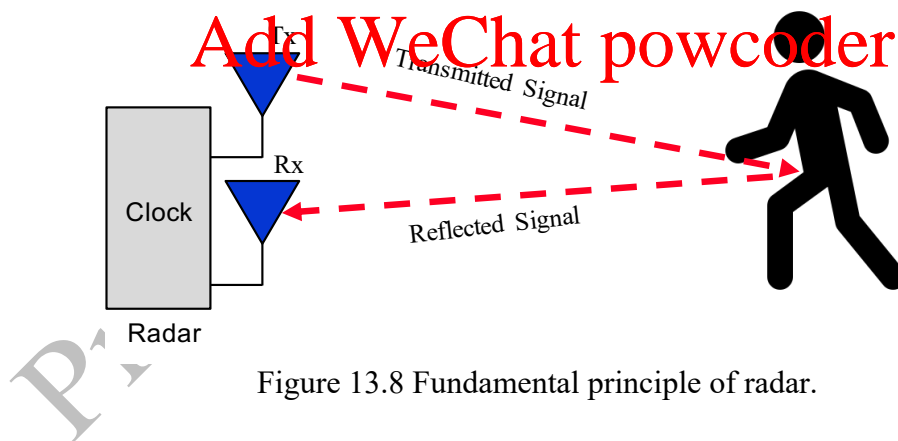 Add WeChat powcoder
Tx
Transmitted Signal
Rx
Clock
Reflected Signal
Radar
Figure 13.8 Fundamental principle of radar.